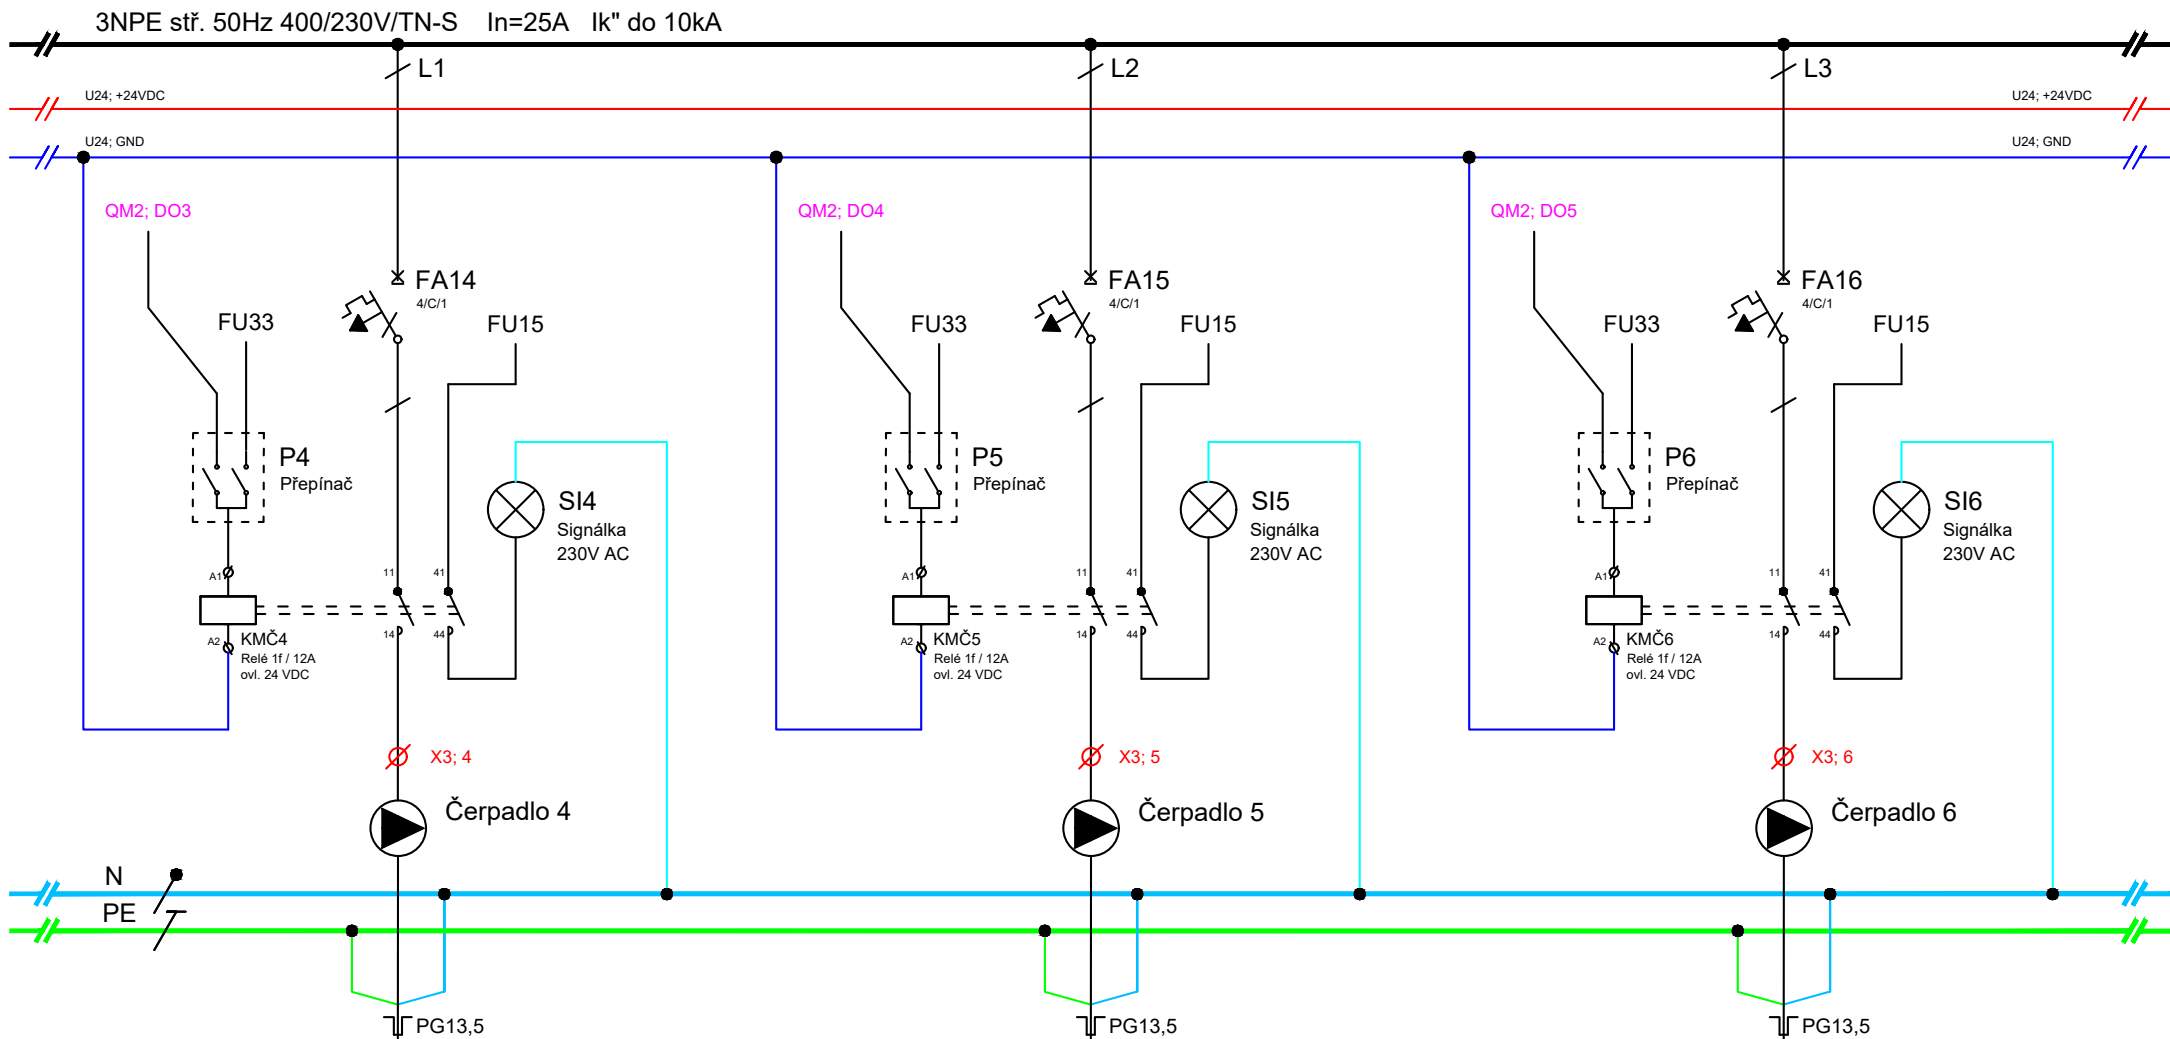 3NPE stř. 50Hz 400/230V/TN-S In=25A Ik" do 10kA
L1 L2 L3
U24; +24VDC U24; +24VDC
U24; GND U24; GND
QM2; DO3 QM2; DO4 QM2; DO5
FA14 FA15 FA16
4/C/1 4/C/1 4/C/1
FU33 FU15 FU33 FU15 FU33 FU15
P4 P5 P6
Přepínač Přepínač Přepínač
SI4 SI5 SI6
Signálka Signálka Signálka
230V AC 230V AC 230V AC
A1 11 41 A1 11 41 A1 11 41
A2 14 44 A2 14 44 A2 14 44
KMČ4 KMČ5 KMČ6
Relé 1f / 12A Relé 1f / 12A Relé 1f / 12A
ovl. 24 VDC ovl. 24 VDC ovl. 24 VDC
X3; 4 X3; 5 X3; 6
Čerpadlo 4 Čerpadlo 5 Čerpadlo 6
N
PE
PG13,5 PG13,5 PG13,5